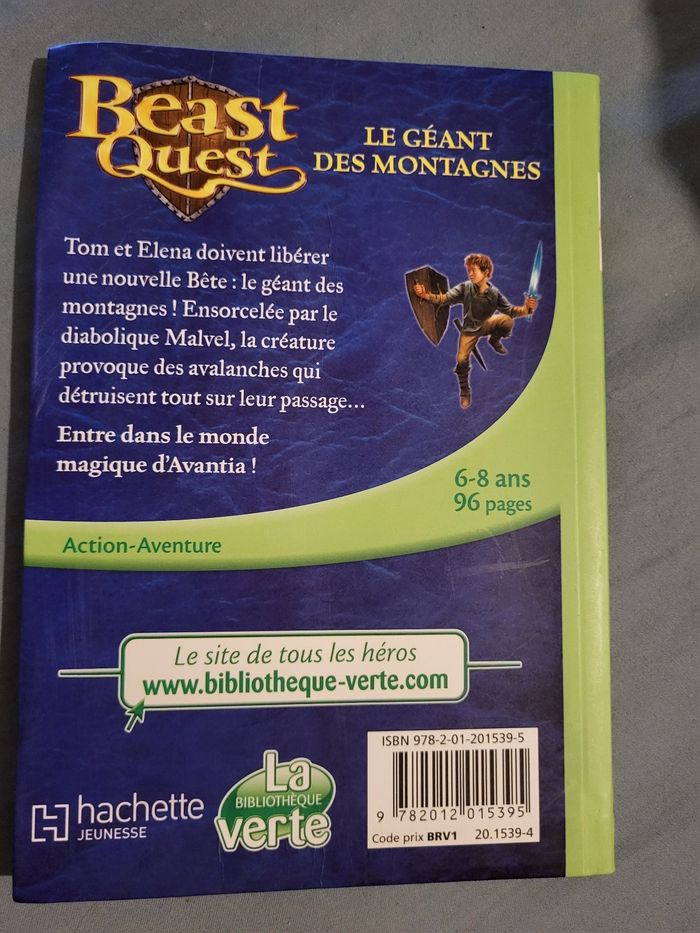 Beast
Quest
LE GÉANT
DES MONTAGNES
Tom et Elena doivent libérer
une nouvelle Bête : le géant des
montagnes ! Ensorcelée par le
diabolique Malvel, la créature
provoque des avalanches qui
détruisent tout sur leur passage...
Entre dans le monde
magique d'Avantia !
6-8 ans
96 pages
Action-Aventure
Le site de tous les héros
www.bibliotheque-verte.com
hachette
JEUNESSE
La
BIBLIOTHÈQUE
verte
ISBN 978-2-01-201539-5
9 782012 015395
Code prix BRV1 20.1539-4